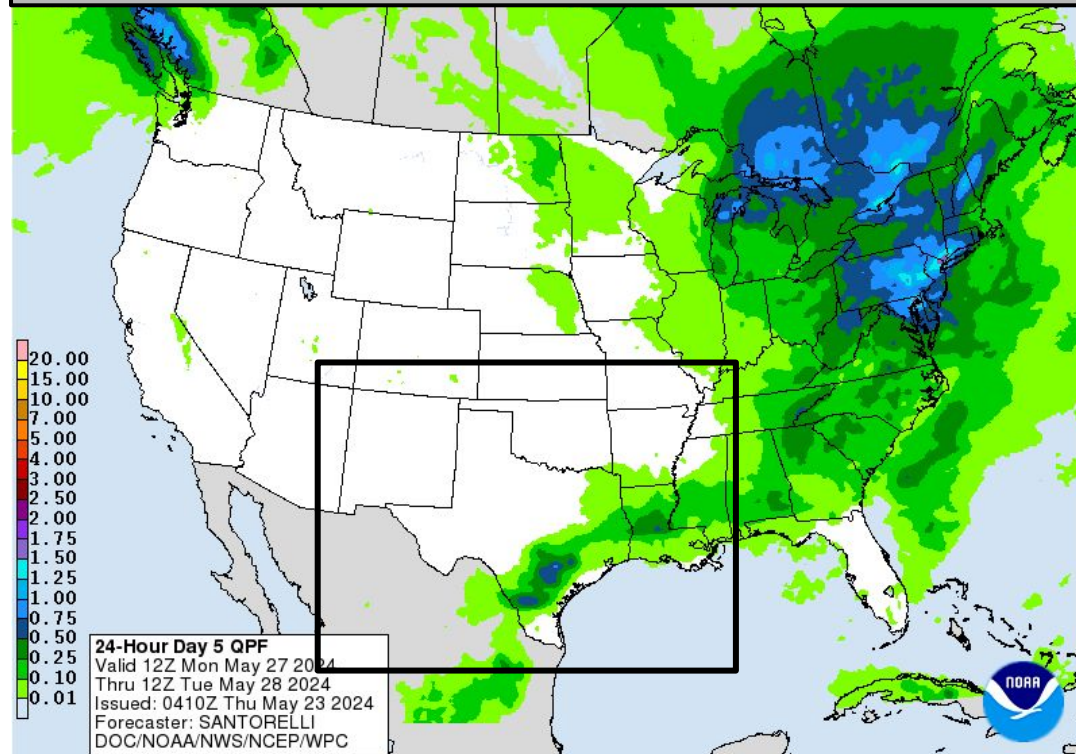 20.00
15.00
10.00
7.00
5.00
4.00
3.00
2.50
2.00
1.75
1.50
1.25
1.00
0.75
0.50
0.25
0.10
0.01
24-Hour Day 5 QPF
Valid 12Z Mon May 27 2024
Thru 12Z Tue May 28 2024
Issued: 0410Z Thu May 23 2024
Forecaster: SANTORELLI
DOC/NOAA/NWS/NCEP/WPC
NOAA